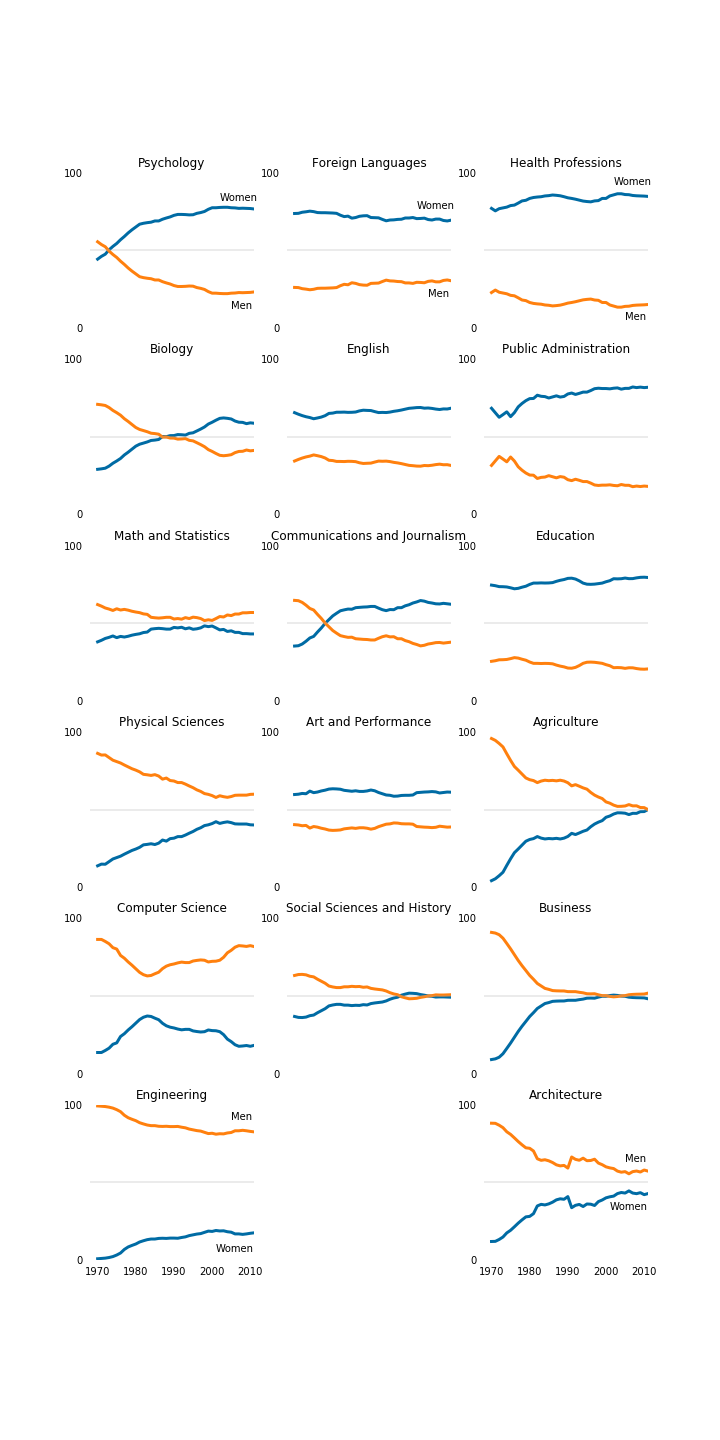 Psychology
Foreign Languages
Health Professions
100
100
100
Women
Women
Women
Men
Men
Men
0
0
0
Biology
English
Public Administration
100
100
100
0
0
0
Math and Statistics
Communications and Journalism
Education
100
100
100
0
0
0
Physical Sciences
Art and Performance
Agriculture
100
100
100
0
0
0
Computer Science
Social Sciences and History
Business
100
100
100
0
0
0
Engineering
Architecture
100
100
Men
Men
Women
Women
0
0
1970 1980 1990 2000 2010
1970 1980 1990 2000 2010